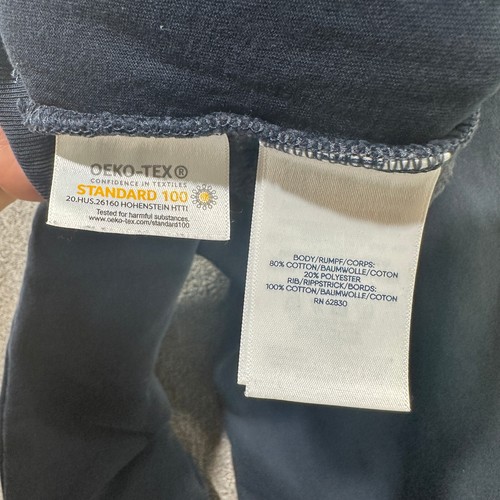 OEKO-TEX®
CONFIDENCE IN TEXTILES
STANDARD 100
20.HUS.26160 HOHENSTEIN HTTI
Tested for harmful substances.
www.oeko-tex.com/standard100
BODY/RUMPF/CORPS:
80% COTTON/BAUMWOLLE/COTON
20% POLYESTER
RIB/RIPPSTRICK/BORDS:
100% COTTON/BAUMWOLLE/COTON
RN 62830